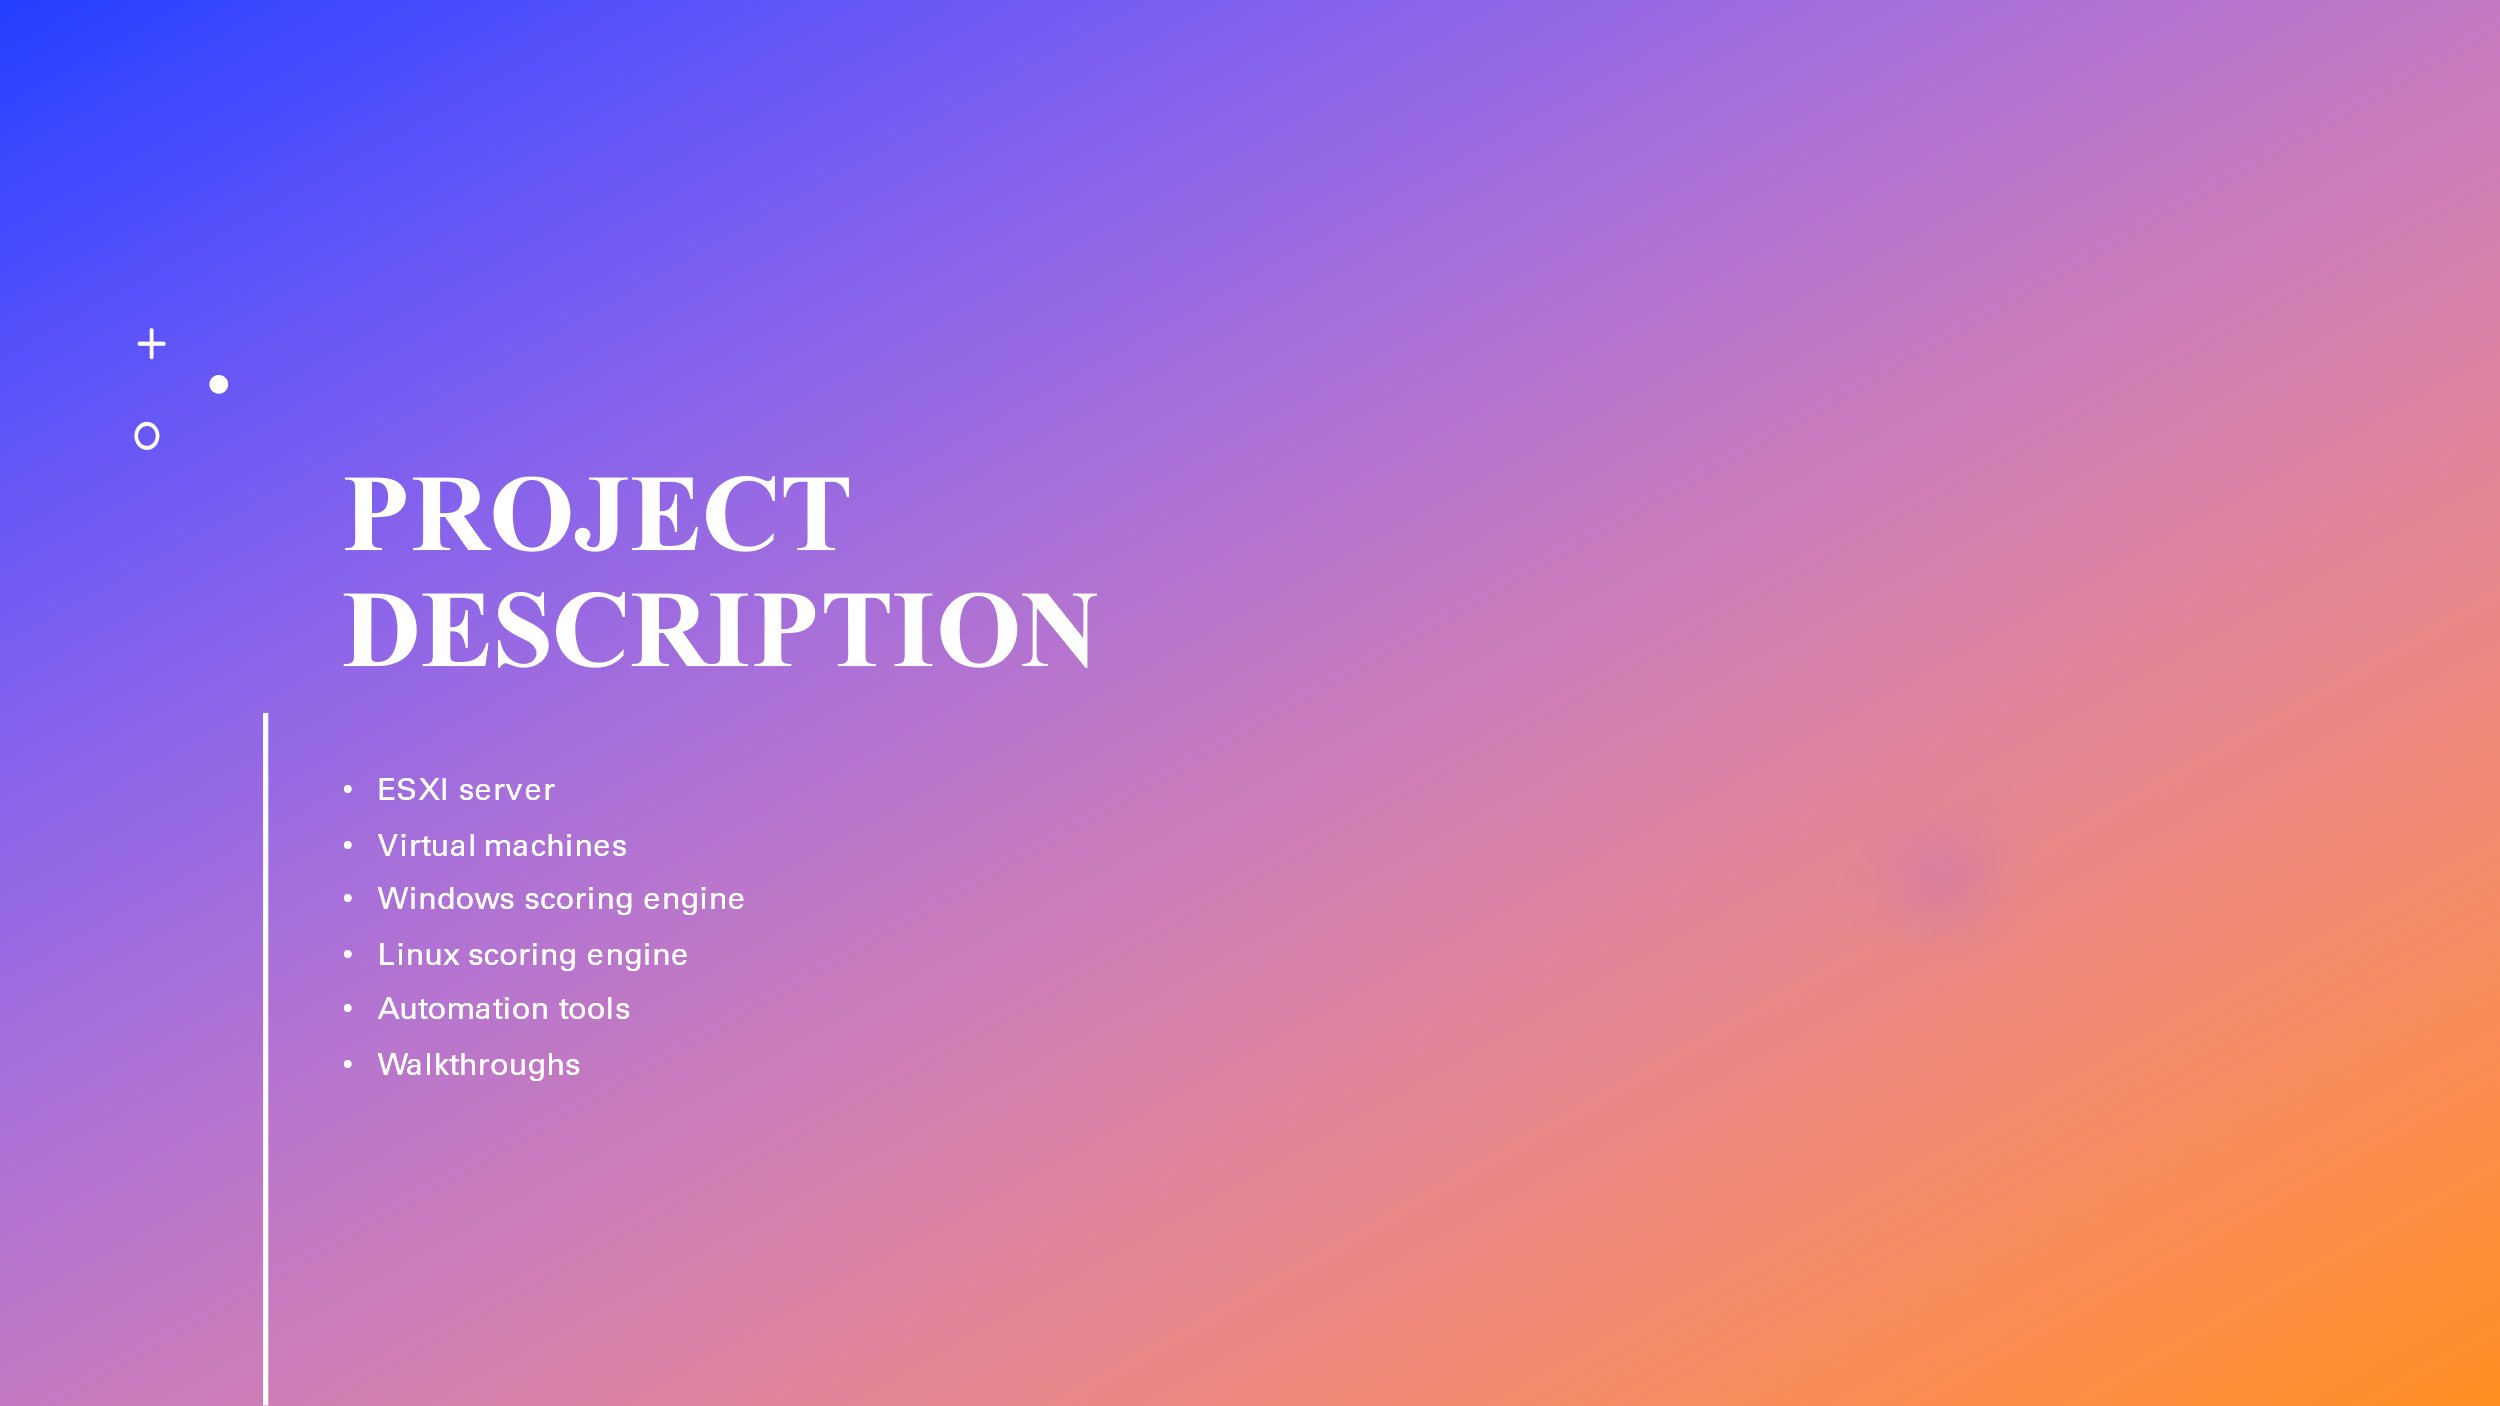 PROJECT
DESCRIPTION
• ESXI server
• Virtual machines
• Windows scoring engine
• Linux scoring engine
• Automation tools
• Walkthroughs